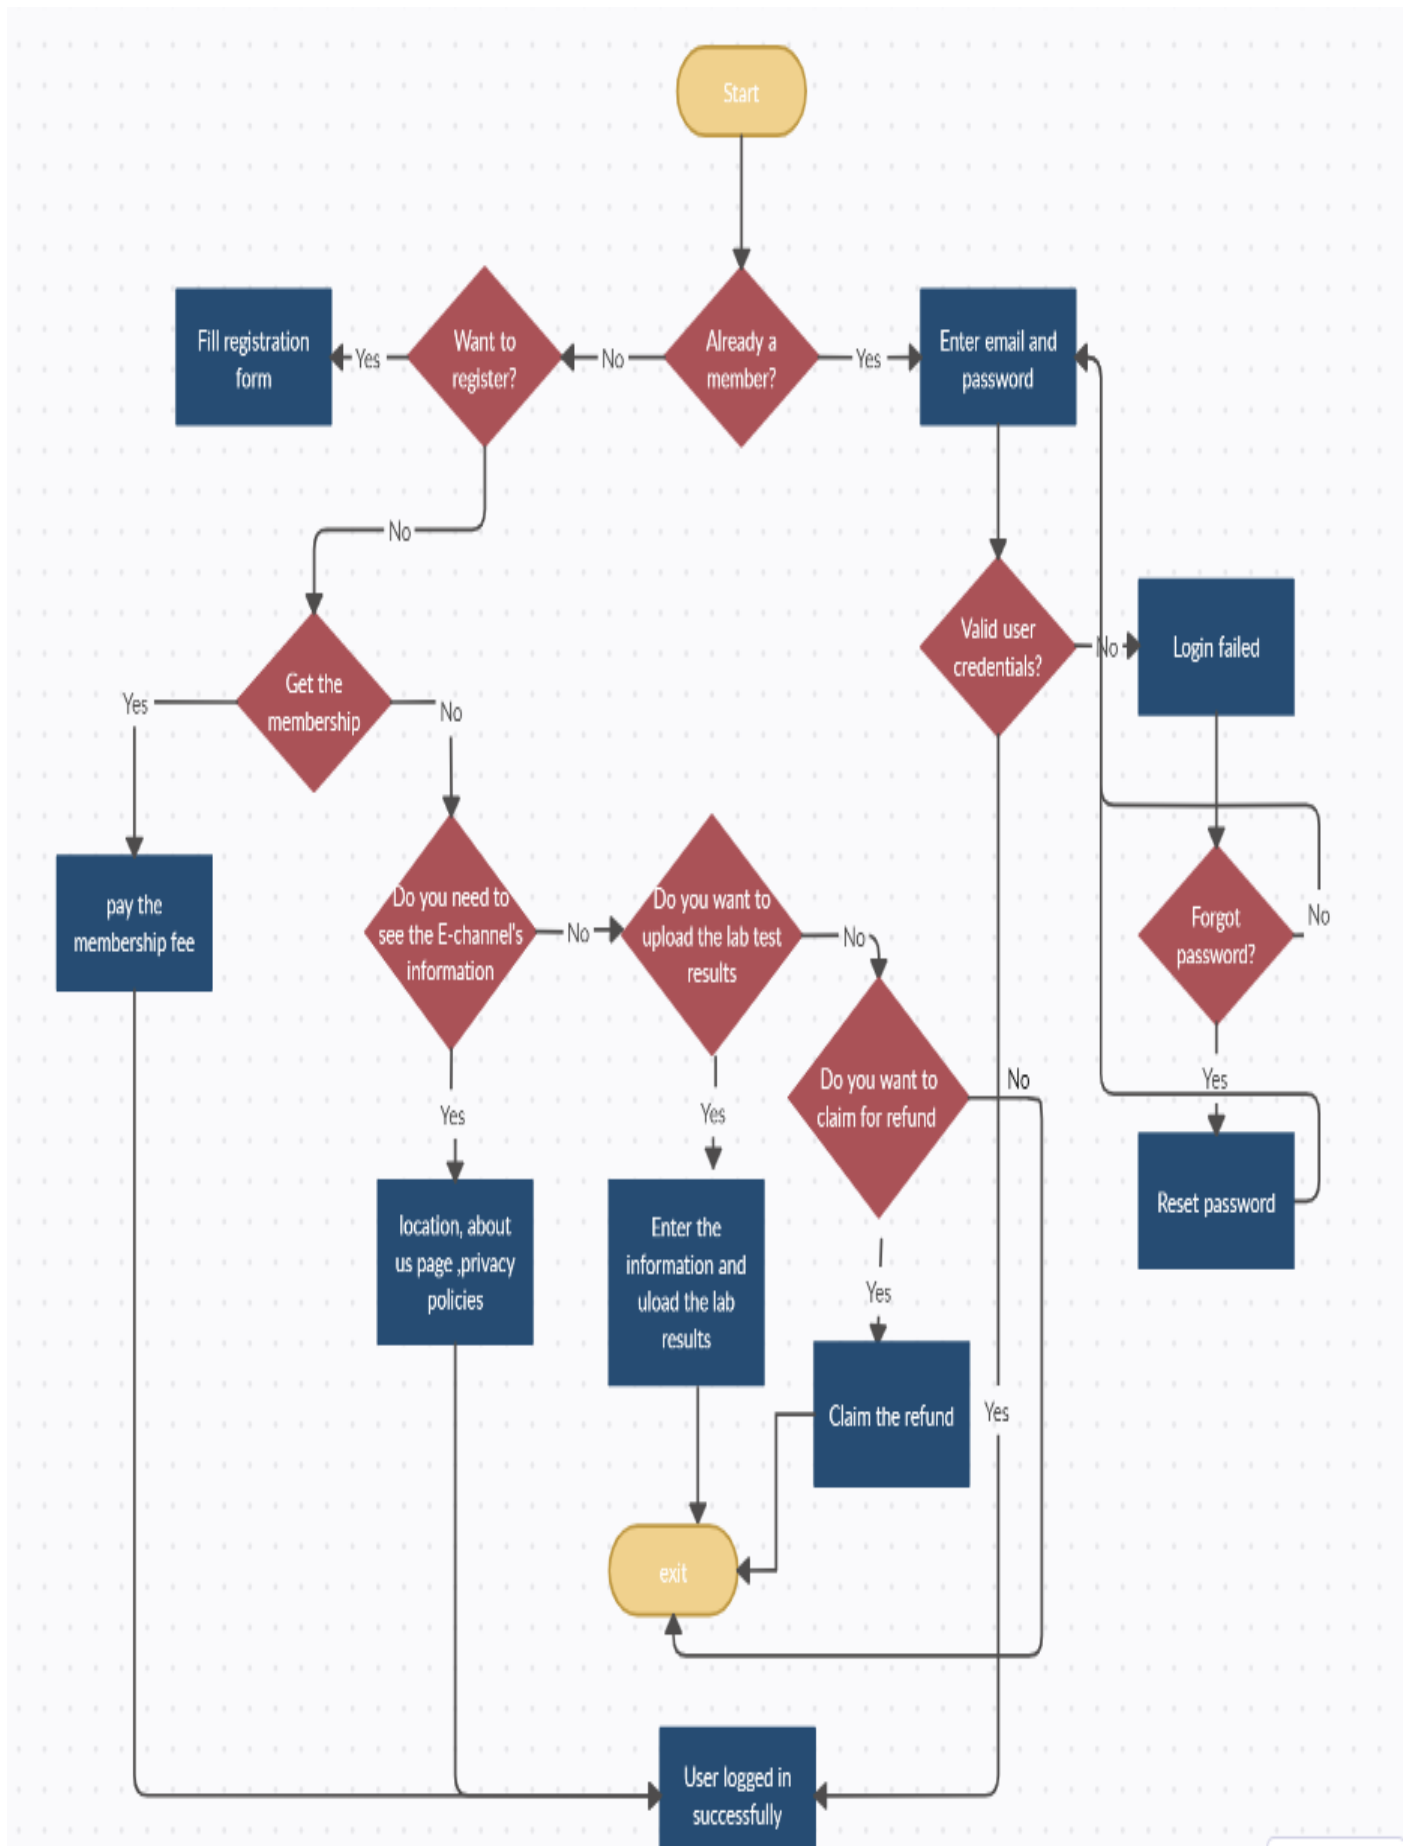 Start
Fill registration
form
Yes
Want to
register?
No
Already a
member?
Yes
Enter email and
password
No
Valid user
credentials?
No
Login failed
Get the
membership
Yes
No
pay the
membership fee
Do you need to
see the E-channel's
information
No
Do you want to
upload the lab test
results
No
Forgot
password?
No
Do you want to
claim for refund
No
Yes
Yes
Yes
Reset password
location, about
us page ,privacy
policies
Enter the
information and
uload the lab
results
Yes
Claim the refund
Yes
exit
User logged in
successfully